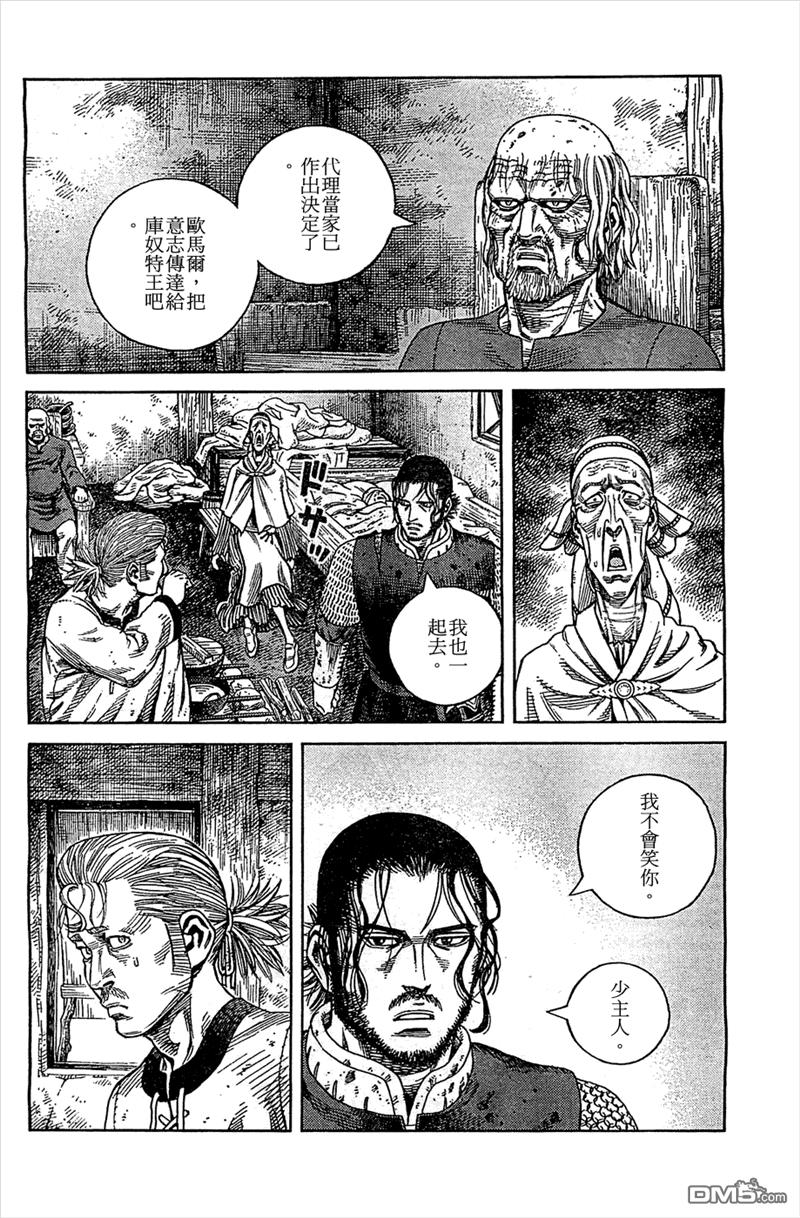 代理當家已
作出決定了
。
歐馬爾，把
意志傳達給
庫奴特王吧
。
ドサッ
我也一
起去。
我不會笑你。
少主人。
DM5.com